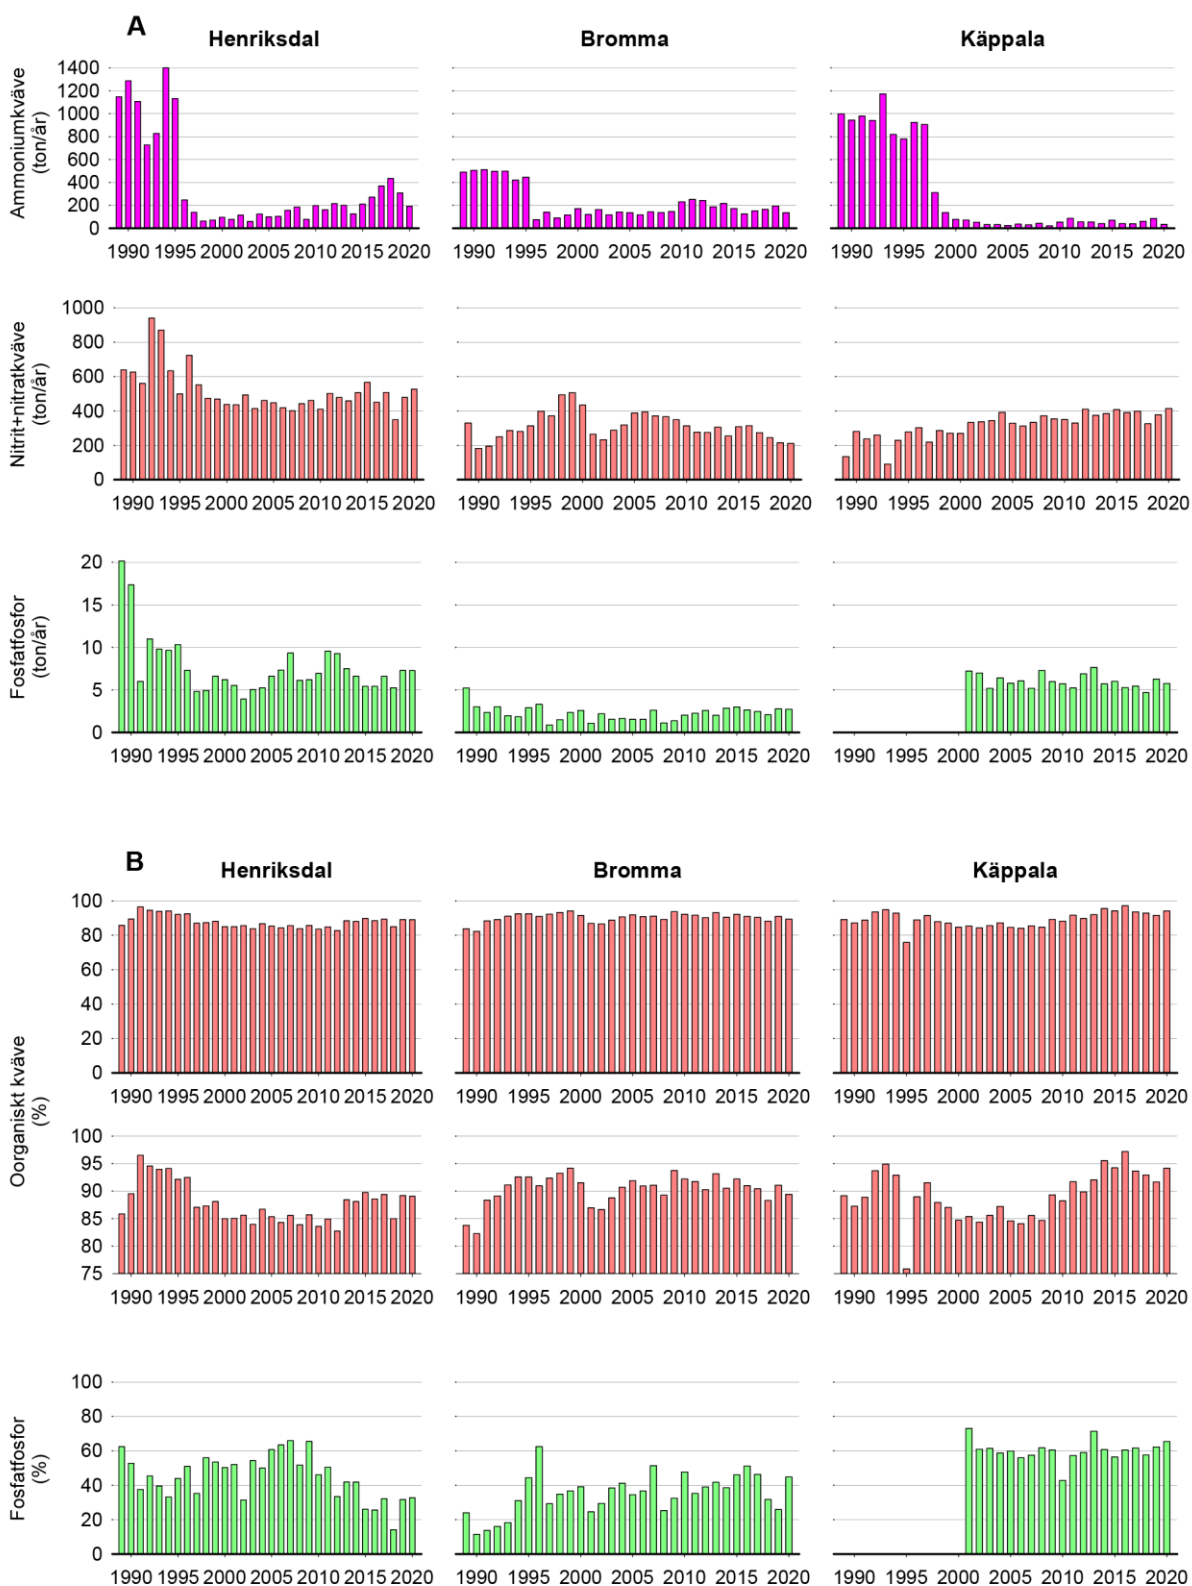 A
Henriksdal Bromma Käppala
Ammoniumkväve
(ton/år)
1400
1200
1000
800
600
400
200
0
1990 1995 2000 2005 2010 2015 2020 1990 1995 2000 2005 2010 2015 2020 1990 1995 2000 2005 2010 2015 2020
Nitrit+nitratkväve
(ton/år)
1000
800
600
400
200
0
1990 1995 2000 2005 2010 2015 2020 1990 1995 2000 2005 2010 2015 2020 1990 1995 2000 2005 2010 2015 2020
Fosfatfosfor
(ton/år)
20
15
10
5
0
1990 1995 2000 2005 2010 2015 2020 1990 1995 2000 2005 2010 2015 2020 1990 1995 2000 2005 2010 2015 2020
B
Henriksdal Bromma Käppala
Oorganiskt kväve
(%)
100
80
60
40
20
0
1990 1995 2000 2005 2010 2015 2020 1990 1995 2000 2005 2010 2015 2020 1990 1995 2000 2005 2010 2015 2020
100
95
90
85
80
75
1990 1995 2000 2005 2010 2015 2020 1990 1995 2000 2005 2010 2015 2020 1990 1995 2000 2005 2010 2015 2020
Fosfatfosfor
(%)
100
80
60
40
20
0
1990 1995 2000 2005 2010 2015 2020 1990 1995 2000 2005 2010 2015 2020 1990 1995 2000 2005 2010 2015 2020